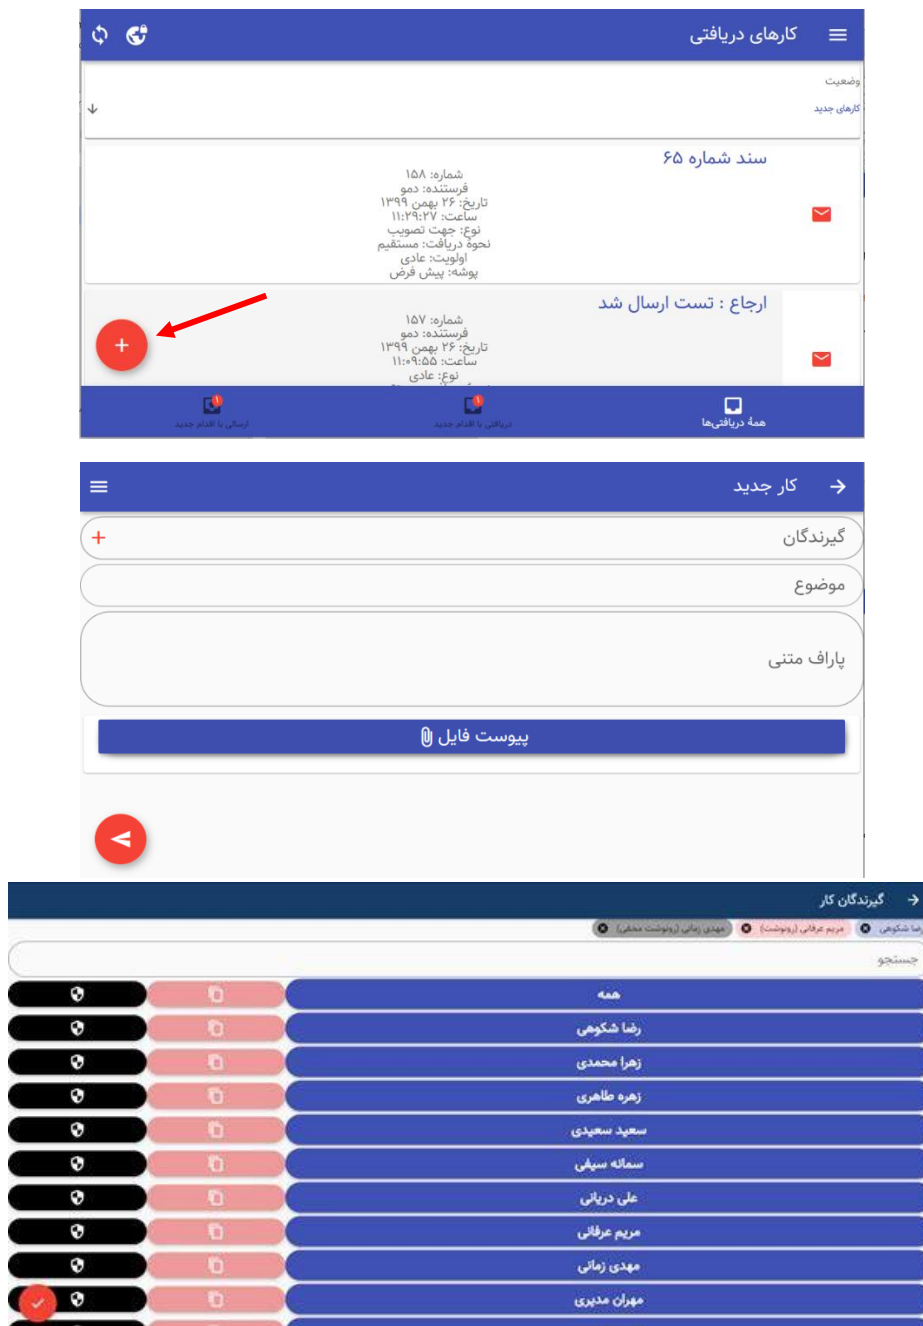 کارهای دریافتی
وضعیت
کارهای جدید
سند شماره ۶۵
شماره: ۱۵۸
فرستنده: دمو
تاریخ: ۲۶ بهمن ۱۳۹۹
ساعت: ۱۱:۲۹:۲۷
نوع: جهت تصویب
نحوهٔ دریافت: مستقیم
اولویت: عادی
پوشه: پیش فرض
ارجاع : تست ارسال شد
شماره: ۱۵۷
فرستنده: دمو
تاریخ: ۲۶ بهمن ۱۳۹۹
ساعت: ۱۱:۰۹:۵۵
نوع: عادی
همهٔ دریافتی‌ها
۱ دریافتی با اقدام جدید
۱ ارسالی با اقدام جدید
کار جدید
گیرندگان
موضوع
پاراف متنی
پیوست فایل
گیرندگان کار
رضا شکوهی
مریم عرفانی (رونوشت)
مهدی زمانی (رونوشت مخفی)
جستجو
همه
رضا شکوهی
زهرا محمدی
زهره طاهری
سعید سعیدی
سمانه سیفی
علی دریانی
مریم عرفانی
مهدی زمانی
مهران مدیری